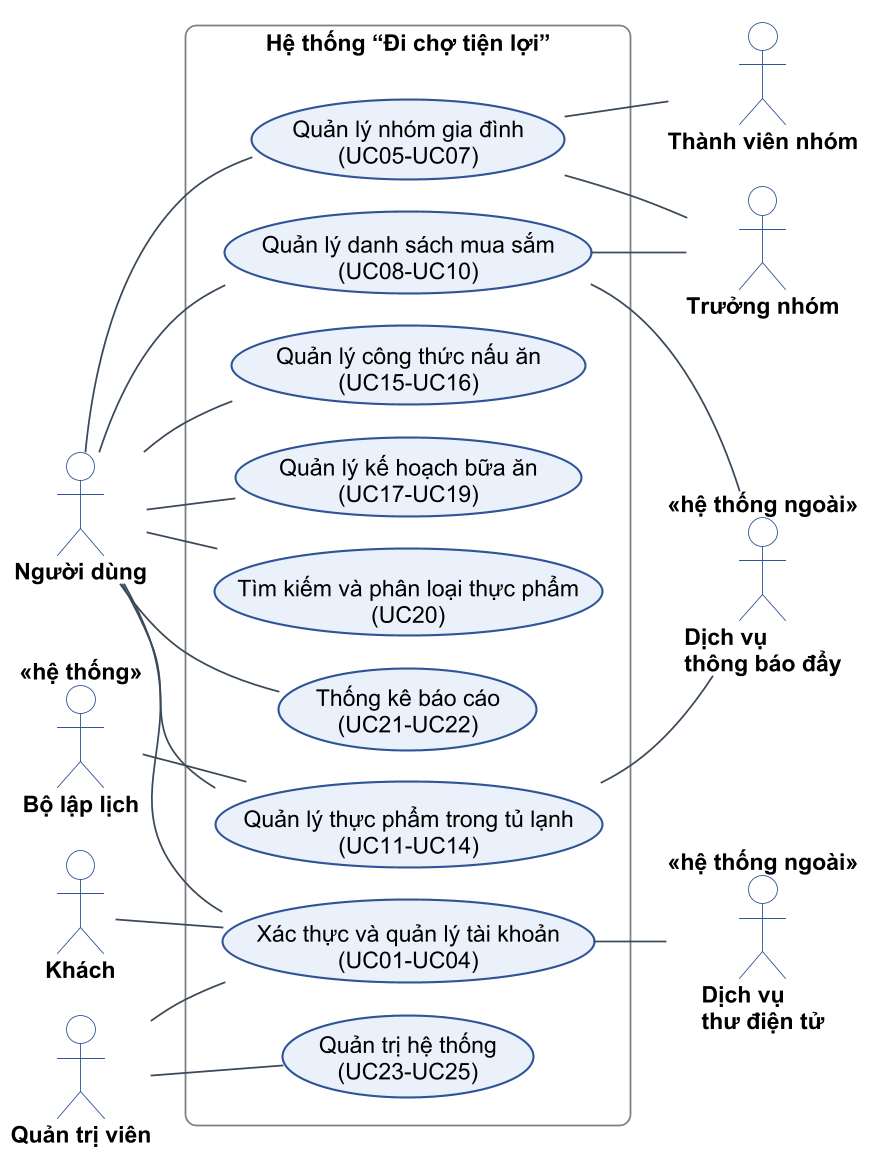 Hệ thống “Đi chợ tiện lợi”
Quản lý nhóm gia đình
(UC05-UC07)
Thành viên nhóm
Quản lý danh sách mua sắm
(UC08-UC10)
Trưởng nhóm
Quản lý công thức nấu ăn
(UC15-UC16)
Quản lý kế hoạch bữa ăn
(UC17-UC19)
«hệ thống ngoài»
Người dùng
Tìm kiếm và phân loại thực phẩm
(UC20)
Dịch vụ
thông báo đẩy
«hệ thống»
Thống kê báo cáo
(UC21-UC22)
Bộ lập lịch
Quản lý thực phẩm trong tủ lạnh
(UC11-UC14)
«hệ thống ngoài»
Khách
Xác thực và quản lý tài khoản
(UC01-UC04)
Dịch vụ
thư điện tử
Quản trị hệ thống
(UC23-UC25)
Quản trị viên